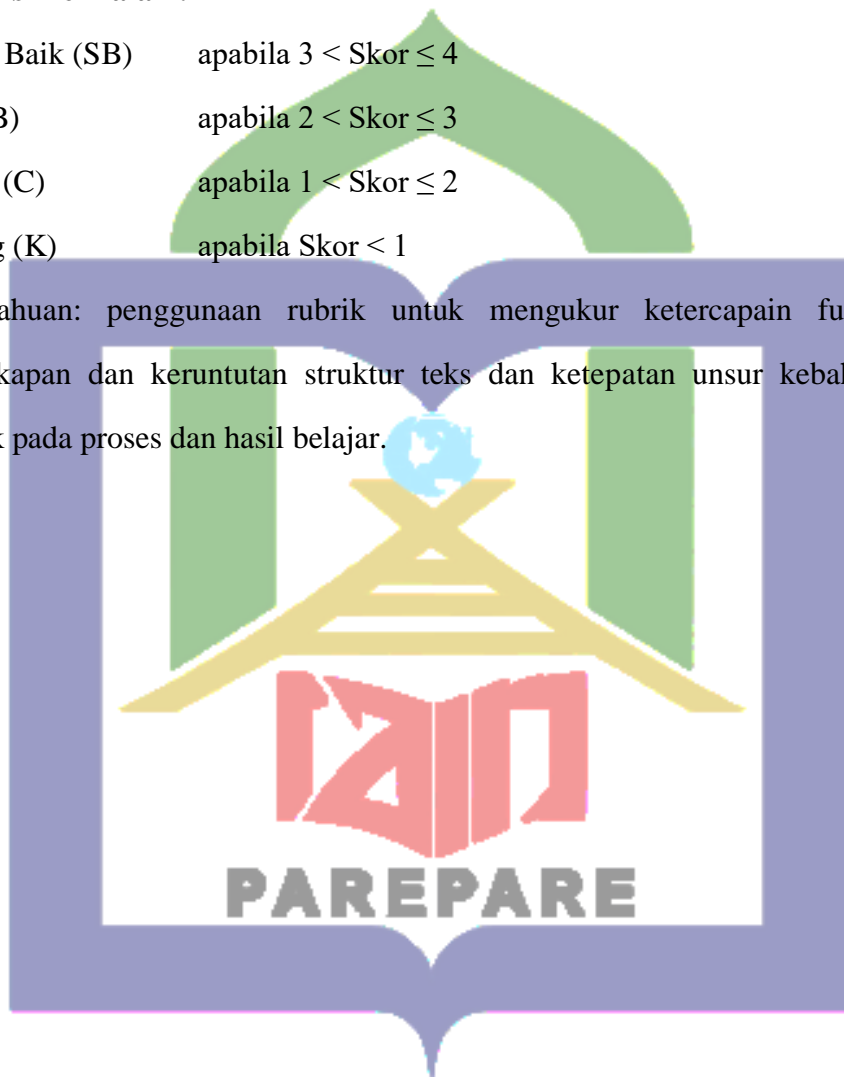 Baik (SB) apabila 3 < Skor ≤ 4
B) apabila 2 < Skor ≤ 3
(C) apabila 1 < Skor ≤ 2
g (K) apabila Skor < 1
ahuan: penggunaan rubrik untuk mengukur ketercapain fu
kapan dan keruntutan struktur teks dan ketepatan unsur kebal
k pada proses dan hasil belajar.
iain
PAREPARE